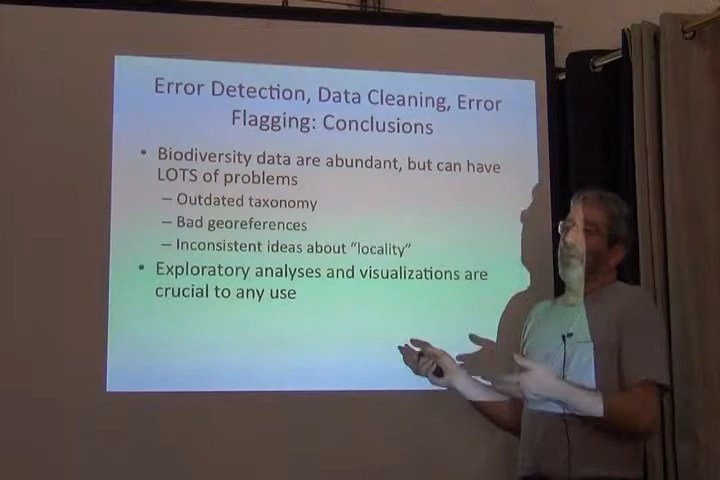 Error Detection, Data Cleaning, Error
Flagging: Conclusions
• Biodiversity data are abundant, but can have
LOTS of problems
– Outdated taxonomy
– Bad georeferences
– Inconsistent ideas about “locality”
• Exploratory analyses and visualizations are
crucial to any use